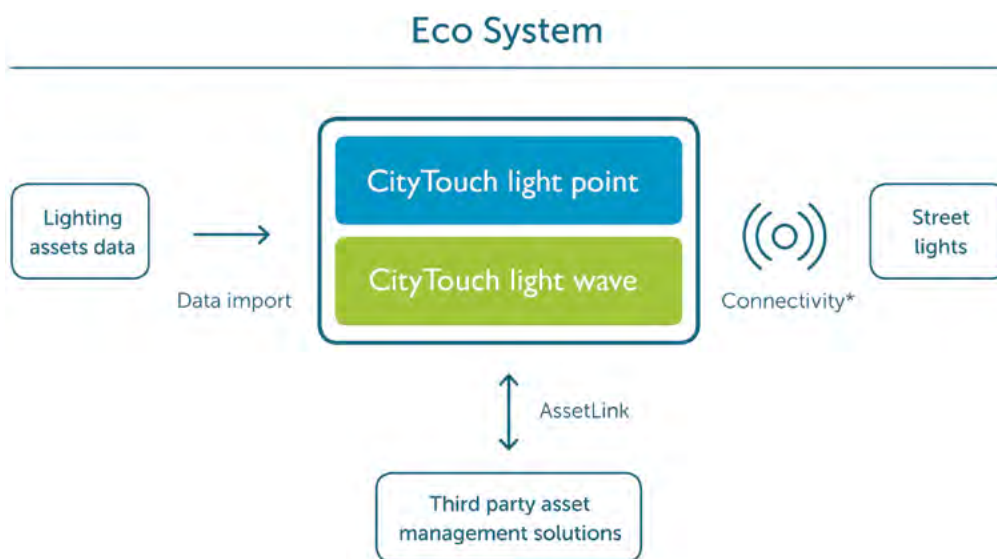 Eco System
CityTouch light point
Lighting
assets data
Data import
CityTouch light wave
Connectivity*
Street
lights
AssetLink
Third party asset
management solutions